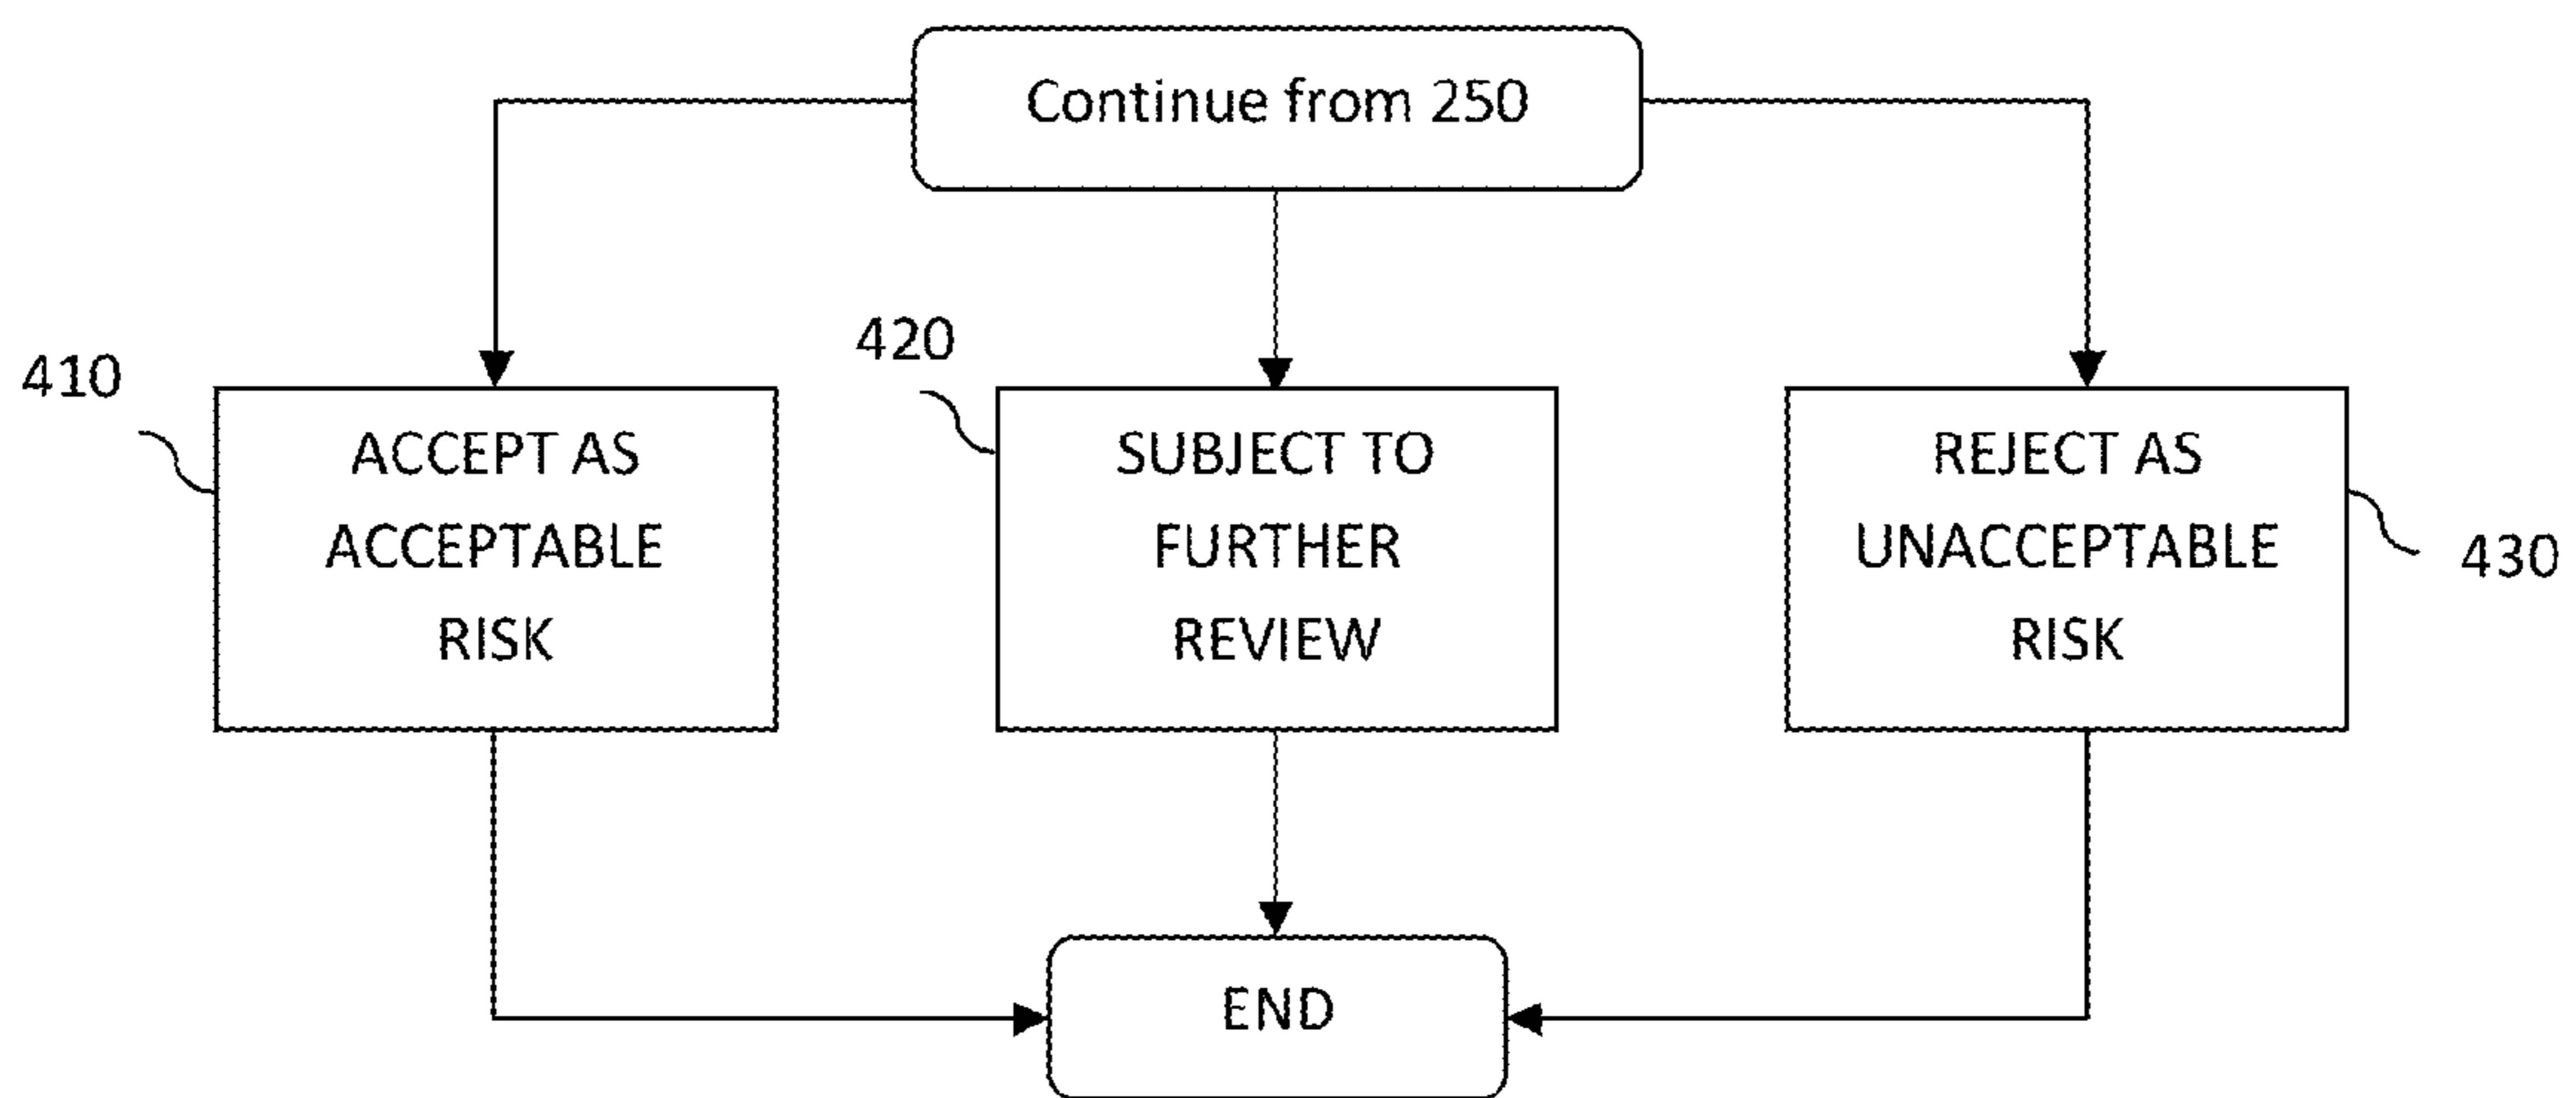 Continue from 250
410
ACCEPT AS
ACCEPTABLE
RISK
420
SUBJECT TO
FURTHER
REVIEW
REJECT AS
UNACCEPTABLE
RISK
430
END